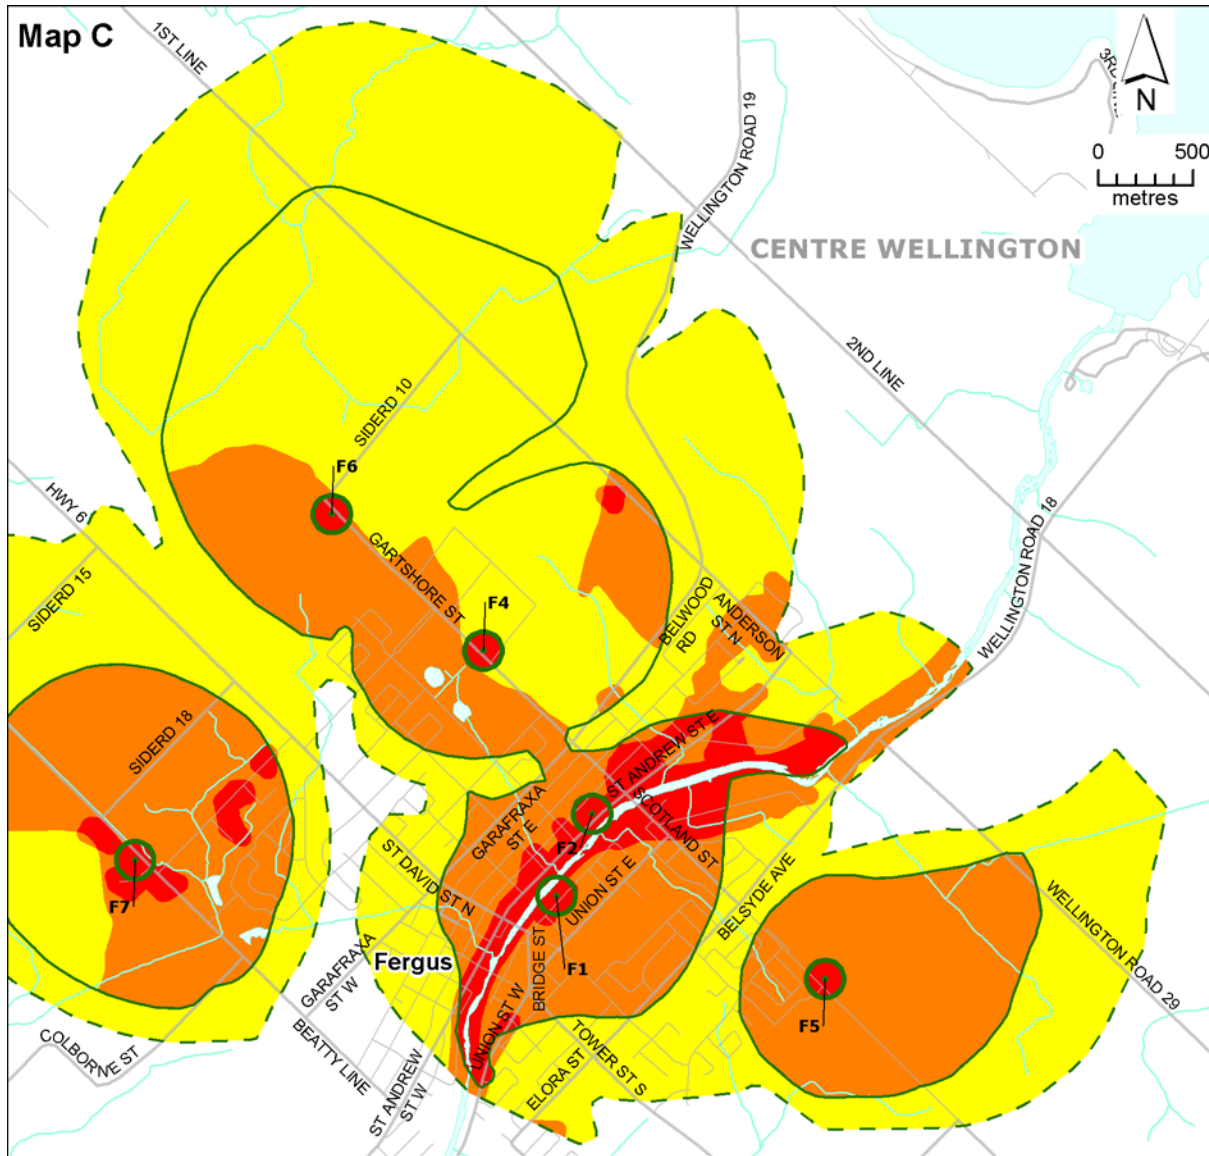 Map C
1ST LINE
3RD LINE
N
0 500
metres
WELLINGTON ROAD 19
CENTRE WELLINGTON
2ND LINE
SIDERD 10
F6
HWY 6
GARTSHORE ST
WELLINGTON ROAD 18
SIDERD 15
F4
BELWOOD
RD
ANDERSON
ST N
SIDERD 18
ST ANDREW ST E
GARAFRAXA
ST E
SCOTLAND ST
F2
ST DAVID ST N
UNION ST E
BELSYDE AVE
F7
WELLINGTON ROAD 29
GARAFRAXA
ST W
Fergus
BRIDGE ST
F1
F5
UNION ST W
COLBORNE ST
BEATTY LINE
TOWER ST S
ELORA ST
ST ANDREW
ST W